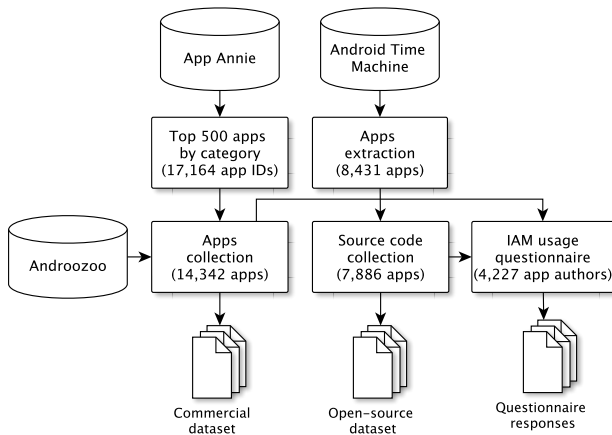 App Annie
Android Time
Machine
Top 500 apps
by category
(17,164 app IDs)
Apps
extraction
(8,431 apps)
Androozoo
Apps
collection
(14,342 apps)
Source code
collection
(7,886 apps)
IAM usage
questionnaire
(4,227 app authors)
Commercial
dataset
Open-source
dataset
Questionnaire
responses